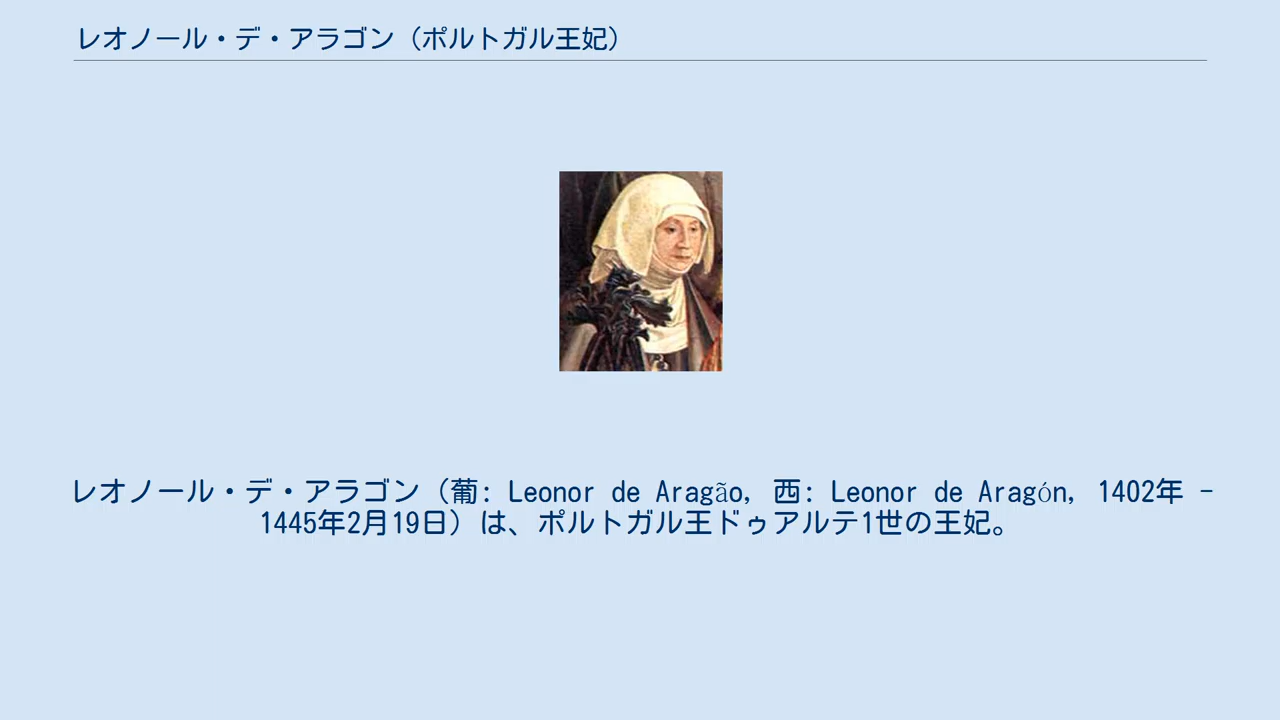 レオノール・デ・アラゴン（ポルトガル王妃）
レオノール・デ・アラゴン（葡: Leonor de Aragão, 西: Leonor de Aragón, 1402年 -
1445年2月19日）は、ポルトガル王ドゥアルテ1世の王妃。